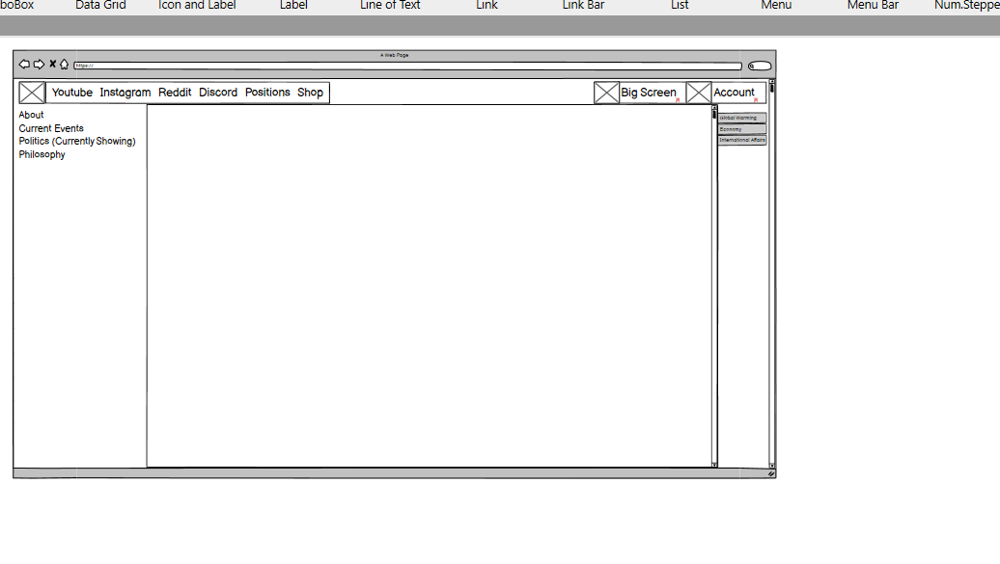 boBox Data Grid Icon and Label Label Line of Text Link Link Bar List Menu Menu Bar Num.Steppe
A Web Page
https://
Youtube Instagram Reddit Discord Positions Shop Big Screen Account
About
Current Events
Politics (Currently Showing)
Philosophy
Global Warming
Economy
International Affairs